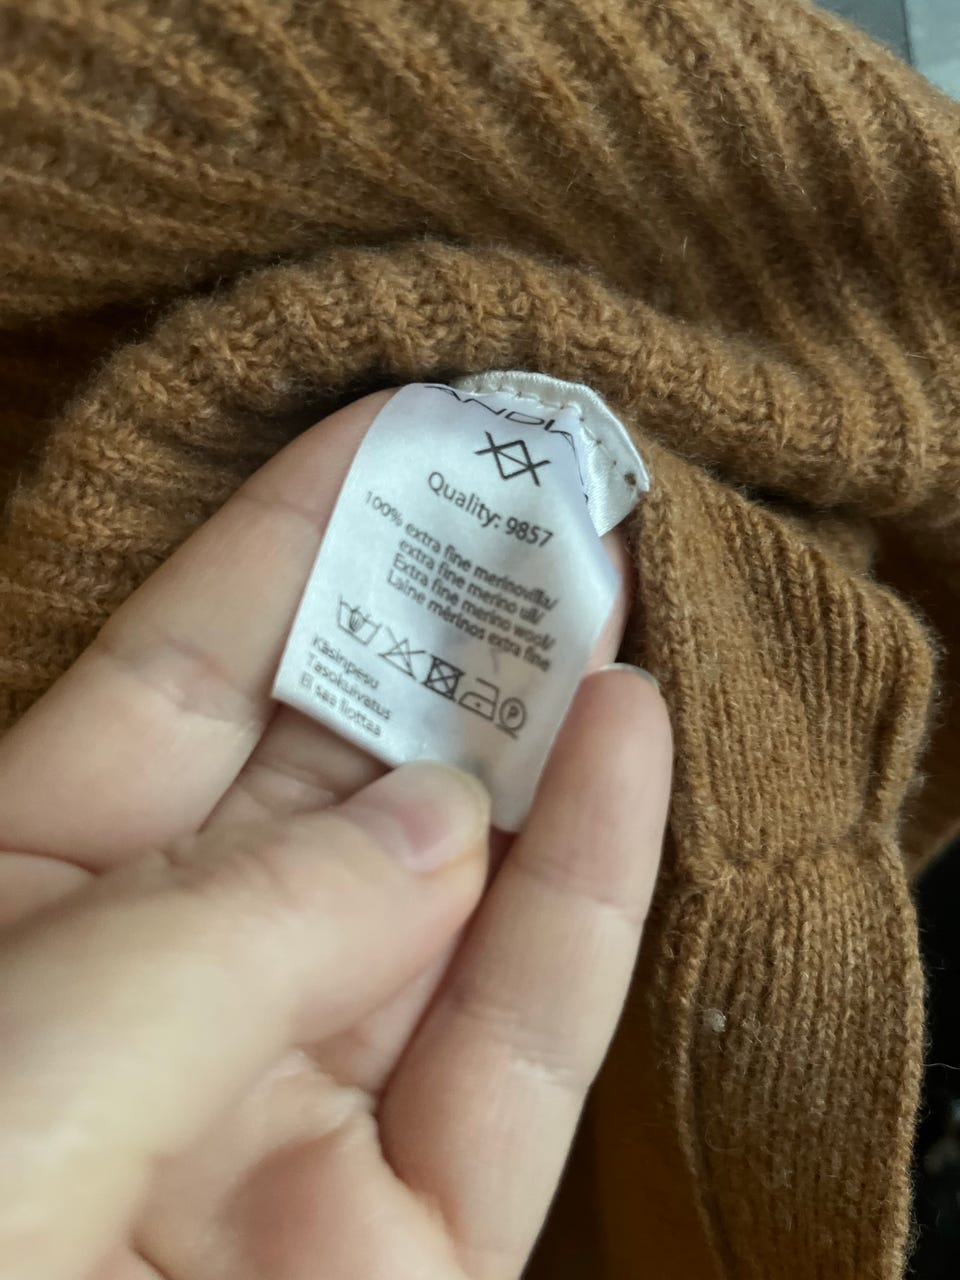 Quality: 9857
100% extra fine merinovilla/
extra fine merino ull/
Extra fine merino wool/
Laine mérinos extra fine
P
Käsinpesu
Tasokuivatus
Ei saa liottaa